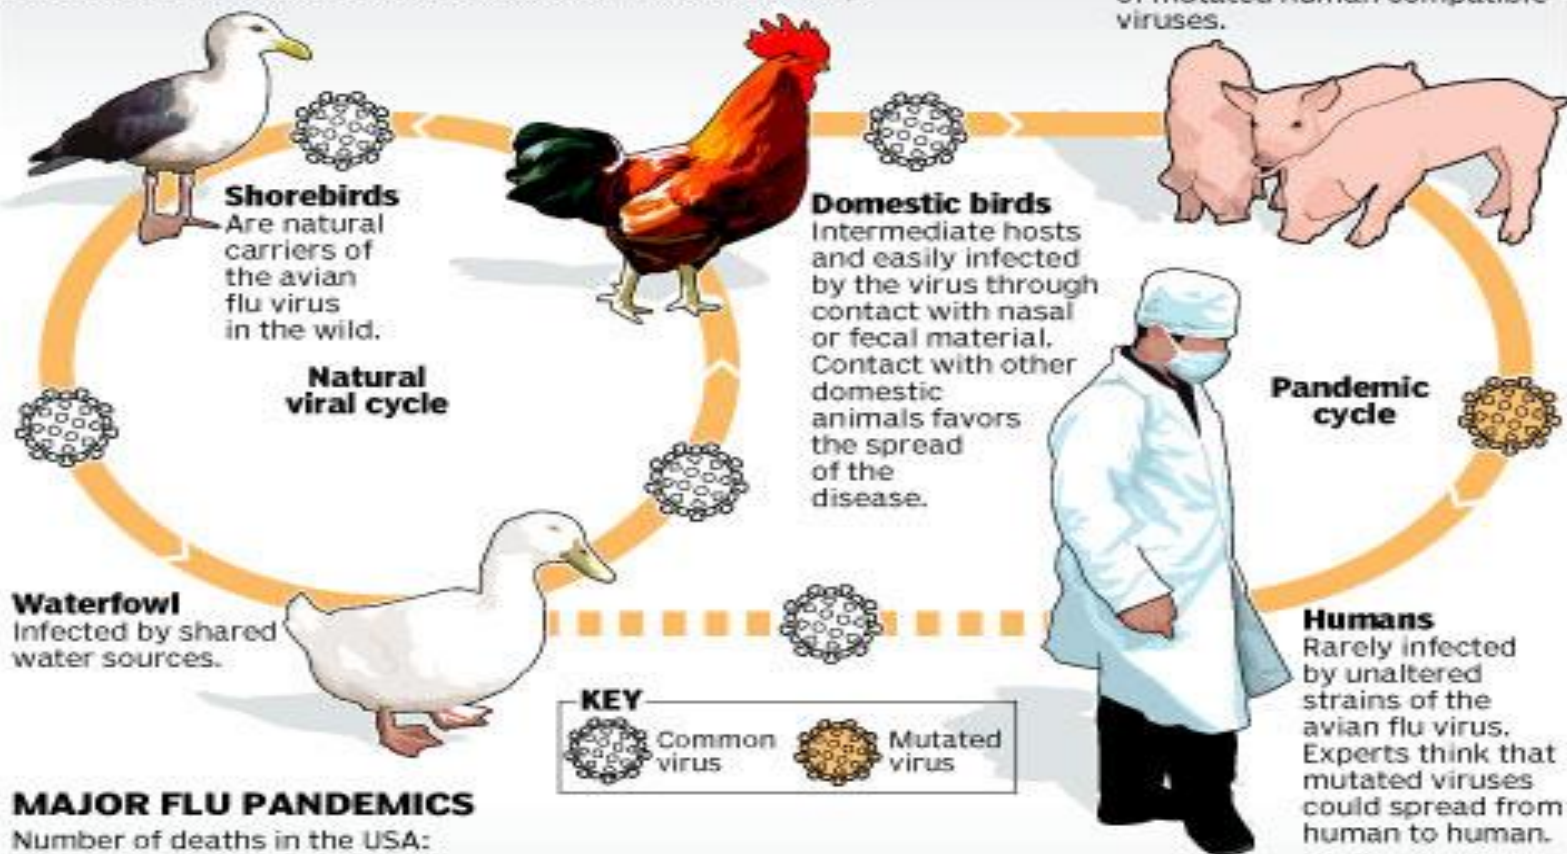 viruses.
Shorebirds
Are natural
carriers of
the avian
flu virus
in the wild.
Natural
viral cycle
Domestic birds
Intermediate hosts
and easily infected
by the virus through
contact with nasal
or fecal material.
Contact with other
domestic
animals favors
the spread
of the
disease.
Pandemic
cycle
Waterfowl
Infected by shared
water sources.
Humans
Rarely infected
by unaltered
strains of the
avian flu virus.
Experts think that
mutated viruses
could spread from
human to human.
KEY
Common
virus
Mutated
virus
MAJOR FLU PANDEMICS
Number of deaths in the USA: